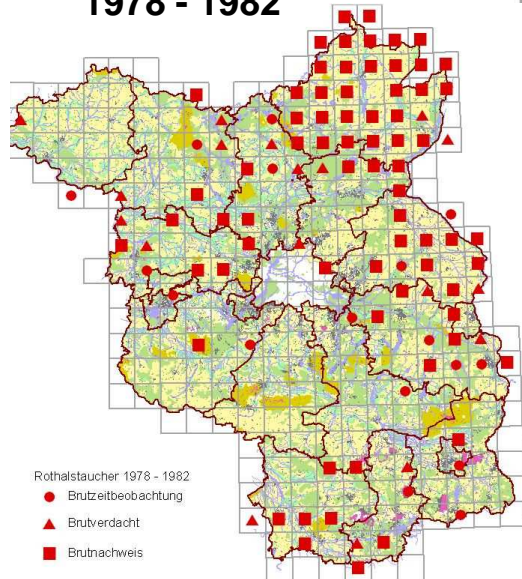 1978 - 1982
Rothalstaucher 1978 - 1982
Brutzeitbeobachtung
Brutverdacht
Brutnachweis